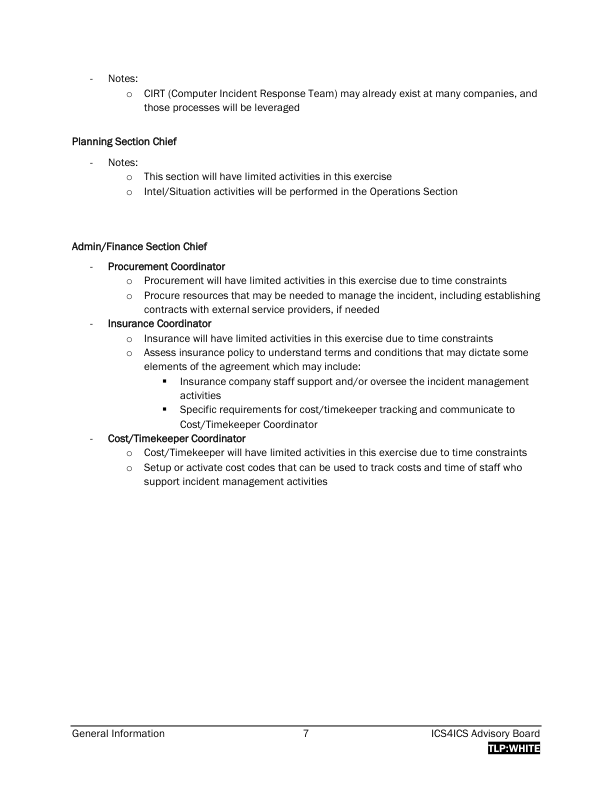 - Notes:
o CIRT (Computer Incident Response Team) may already exist at many companies, and
those processes will be leveraged
Planning Section Chief
- Notes:
o This section will have limited activities in this exercise
o Intel/Situation activities will be performed in the Operations Section
Admin/Finance Section Chief
- Procurement Coordinator
o Procurement will have limited activities in this exercise due to time constraints
o Procure resources that may be needed to manage the incident, including establishing
contracts with external service providers, if needed
- Insurance Coordinator
o Insurance will have limited activities in this exercise due to time constraints
o Assess insurance policy to understand terms and conditions that may dictate some
elements of the agreement which may include:
▪ Insurance company staff support and/or oversee the incident management
activities
▪ Specific requirements for cost/timekeeper tracking and communicate to
Cost/Timekeeper Coordinator
- Cost/Timekeeper Coordinator
o Cost/Timekeeper will have limited activities in this exercise due to time constraints
o Setup or activate cost codes that can be used to track costs and time of staff who
support incident management activities
General Information 7 ICS4ICS Advisory Board
TLP:WHITE